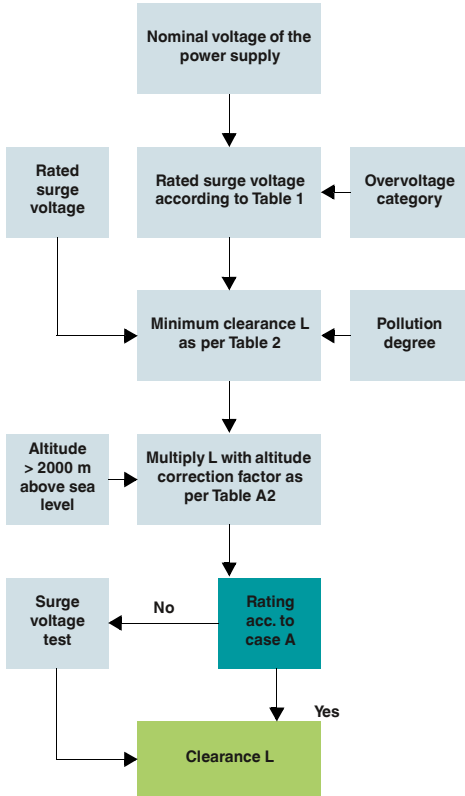 Nominal voltage of the
power supply
Rated
surge
voltage
Rated surge voltage
according to Table 1
Overvoltage
category
Minimum clearance L
as per Table 2
Pollution
degree
Altitude
> 2000 m
above sea
level
Multiply L with altitude
correction factor as
per Table A2
Surge
voltage
test
No
Rating
acc. to
case A
Yes
Clearance L